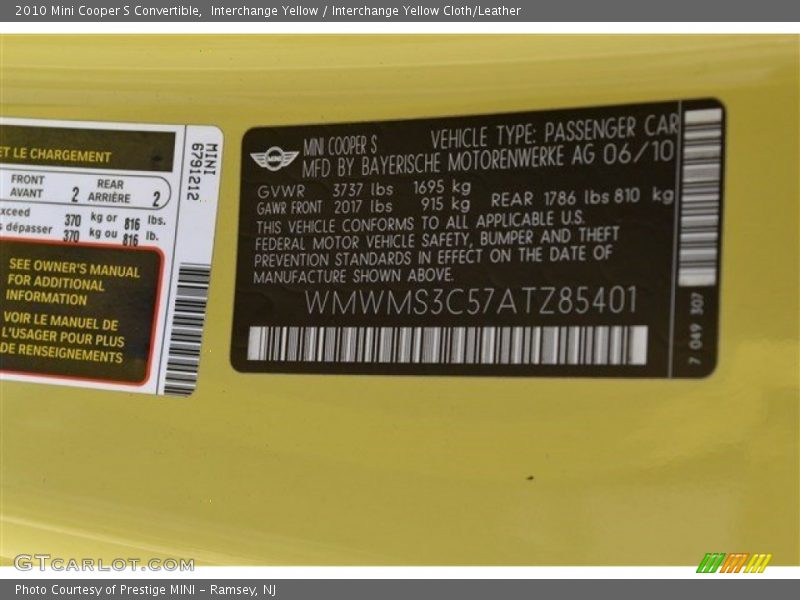 2010 Mini Cooper S Convertible,  Interchange Yellow / Interchange Yellow Cloth/Leather
ET LE CHARGEMENT
FRONT
AVANT 2 REAR
ARRIÈRE 2
xceed 370 kg or 816 lbs.
dépasser 370 kg ou 816 lb.
SEE OWNER'S MANUAL
FOR ADDITIONAL
INFORMATION
VOIR LE MANUEL DE
L'USAGER POUR PLUS
DE RENSEIGNEMENTS
MINI
6791212
MINI
MINI COOPER S VEHICLE TYPE: PASSENGER CAR
MFD BY BAYERISCHE MOTORENWERKE AG 06/10
GVWR 3737 lbs 1695 kg
GAWR FRONT 2017 lbs 915 kg REAR 1786 lbs 810 kg
THIS VEHICLE CONFORMS TO ALL APPLICABLE U.S.
FEDERAL MOTOR VEHICLE SAFETY, BUMPER AND THEFT
PREVENTION STANDARDS IN EFFECT ON THE DATE OF
MANUFACTURE SHOWN ABOVE.
WMWMS3C57ATZ85401
7 049 307
GTCARLOT.COM
Photo Courtesy of Prestige MINI – Ramsey, NJ